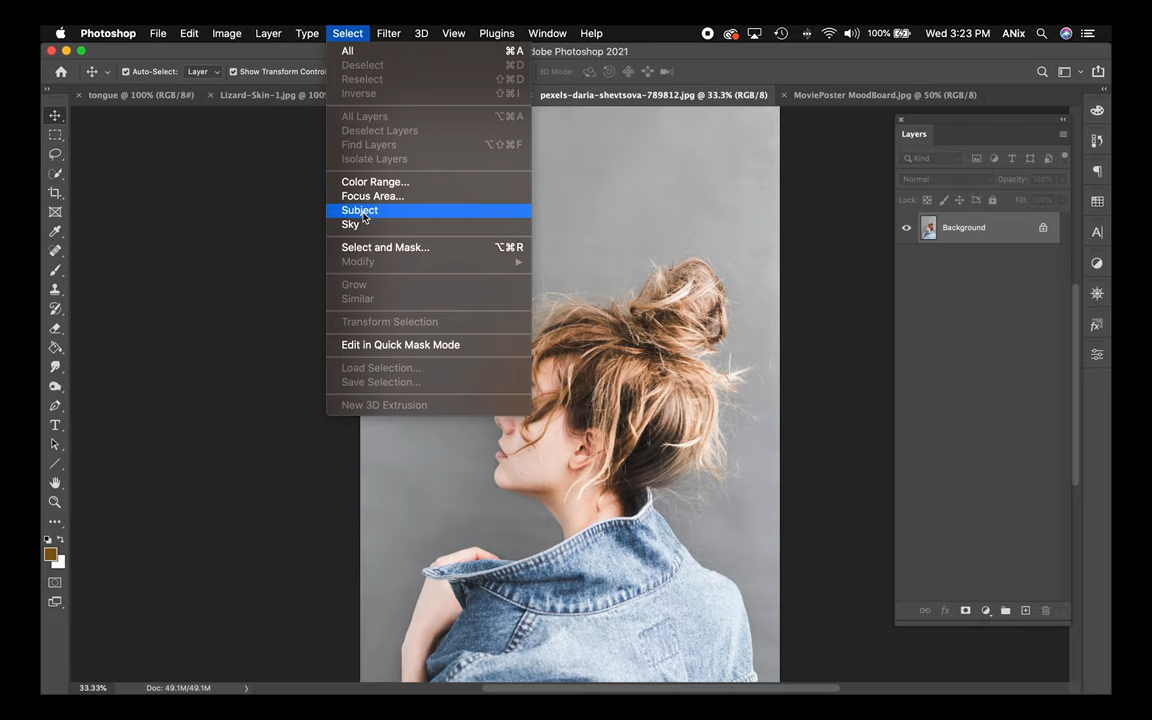 Photoshop File Edit Image Layer Type Select Filter 3D View Plugins Window Help 100% Wed 3:23 PM ANix
dobe Photoshop 2021
Auto-Select: Layer Show Transform Control 3D Mode:
× tongue @ 100% (RGB/8#) × Lizard-Skin-1.jpg @ 100 pexels-daria-shevtsova-789812.jpg @ 33.3% (RGB/8) × MoviePoster MoodBoard.jpg @ 50% (RGB/8)
All ⌘A
Deselect ⌘D
Reselect ⇧⌘D
Inverse ⇧⌘I
All Layers ⌥⌘A
Deselect Layers
Find Layers ⌥⇧⌘F
Isolate Layers
Color Range...
Focus Area...
Subject
Sky
Select and Mask... ⌥⌘R
Modify
Grow
Similar
Transform Selection
Edit in Quick Mask Mode
Load Selection...
Save Selection...
New 3D Extrusion
Layers
Kind
Normal Opacity: 100%
Lock: Fill: 100%
Background
33.33% Doc: 49.1M/49.1M